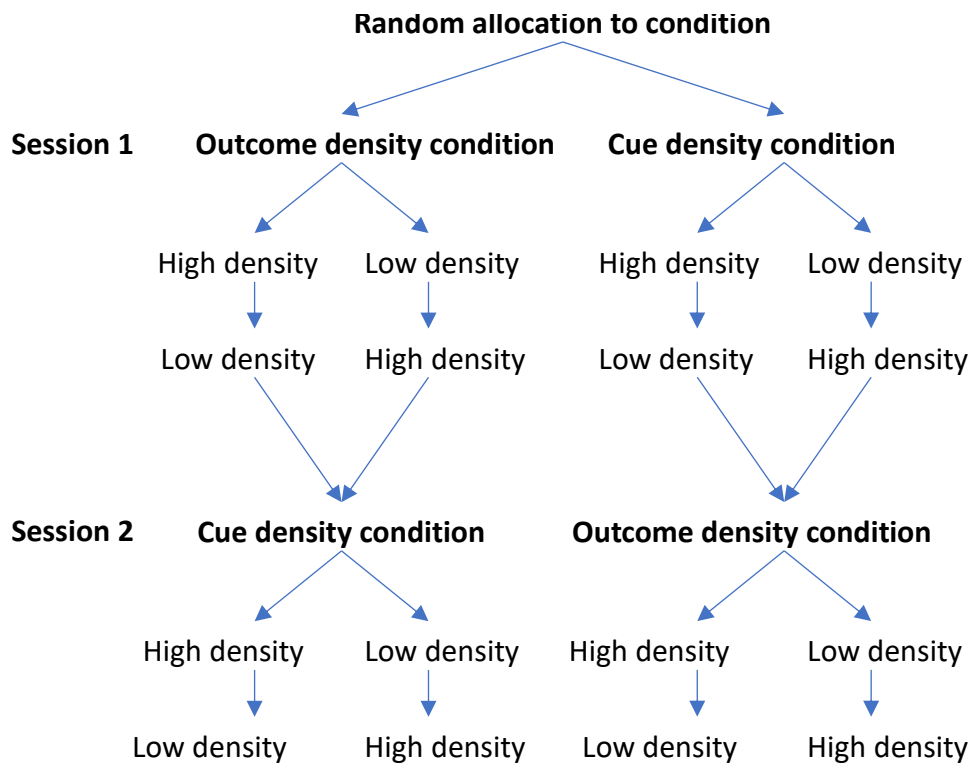 Random allocation to condition
Session 1 Outcome density condition Cue density condition
High density Low density High density Low density
Low density High density Low density High density
Session 2 Cue density condition Outcome density condition
High density Low density High density Low density
Low density High density Low density High density